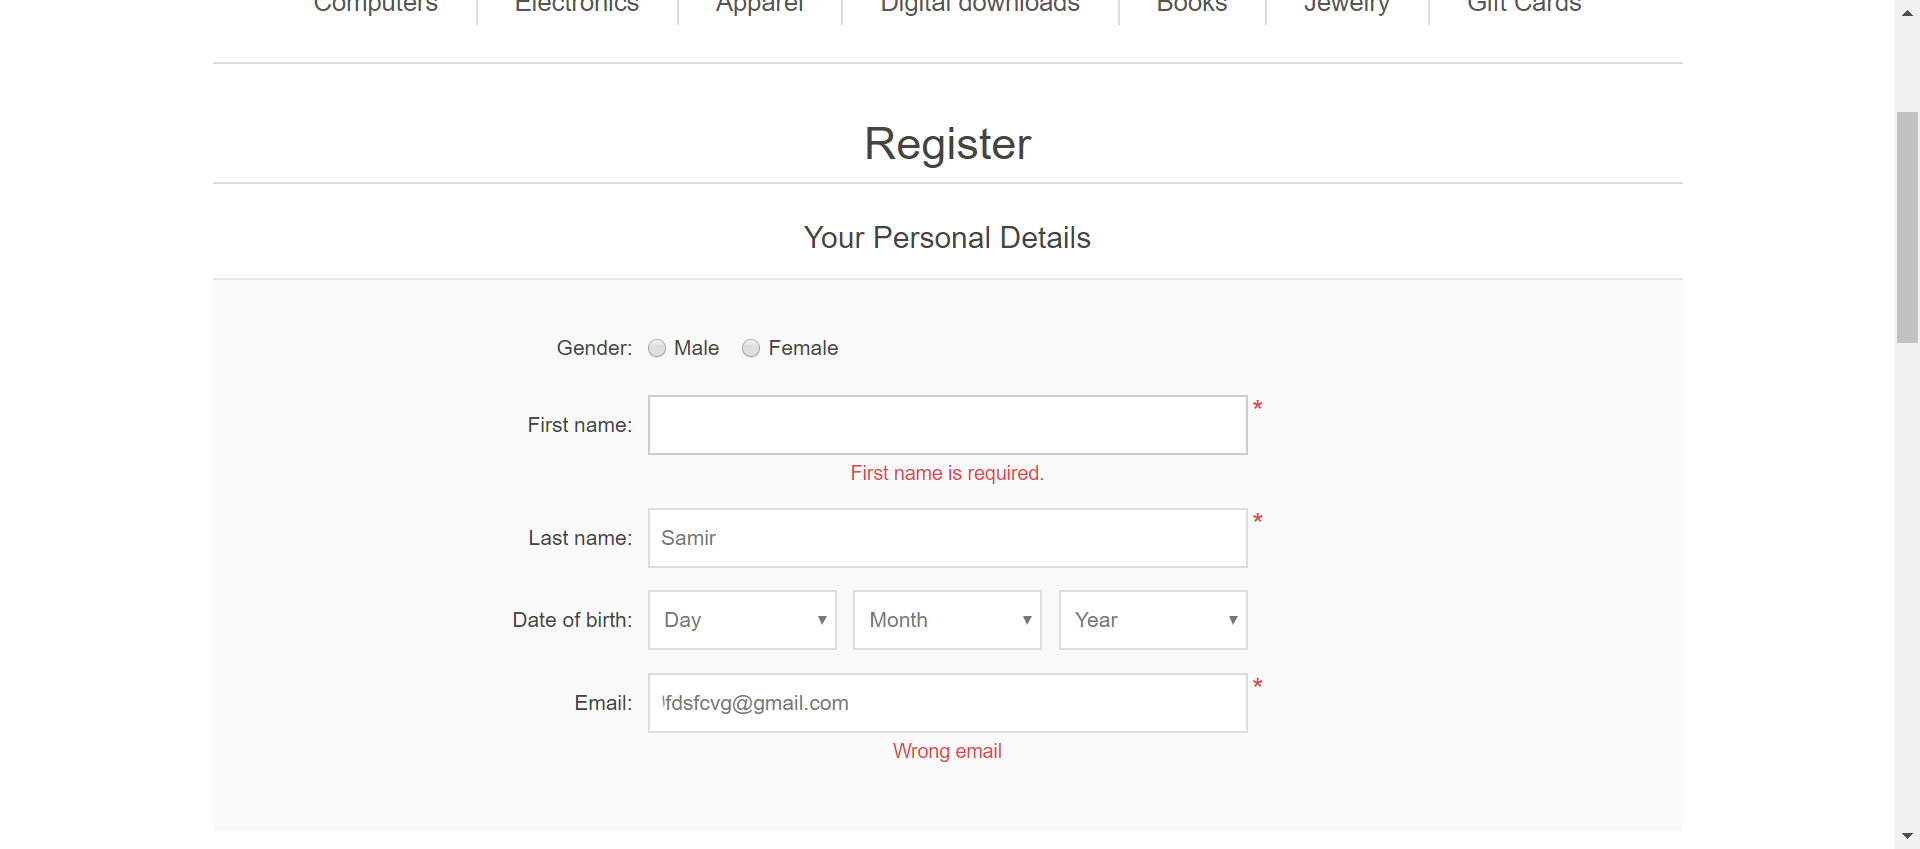 Computers Electronics Apparel Digital downloads Books Jewelry Gift Cards
Register
Your Personal Details
Gender: Male Female
First name: *
First name is required.
Last name: Samir *
Date of birth: Day Month Year
Email: fdsfcvg@gmail.com *
Wrong email